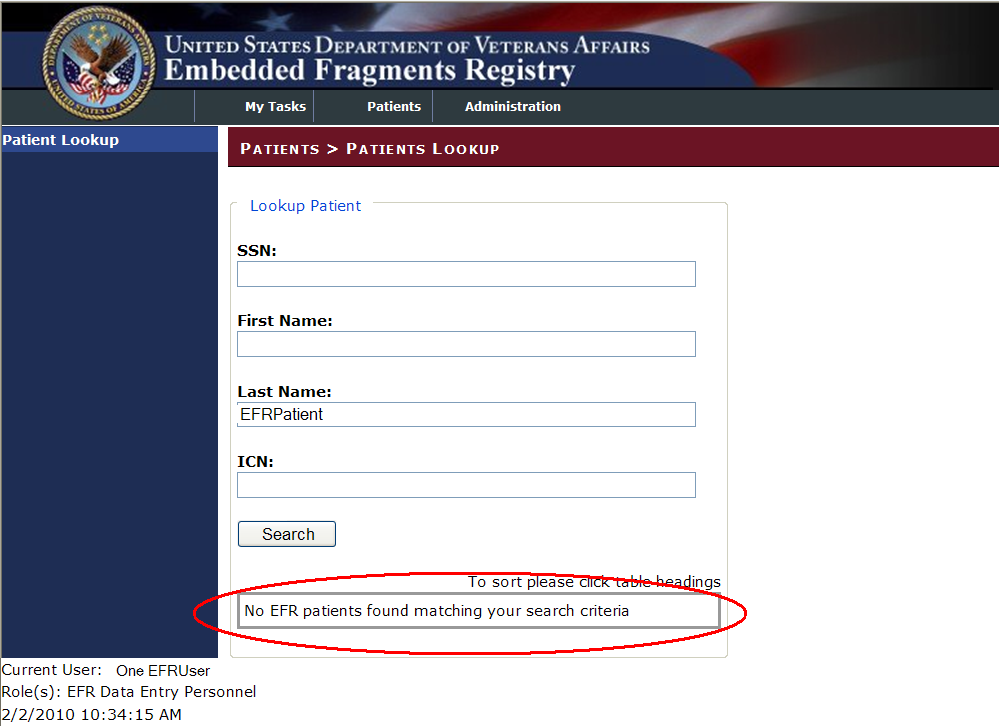 UNITED STATES DEPARTMENT OF VETERANS AFFAIRS
Embedded Fragments Registry
My Tasks Patients Administration
Patient Lookup
PATIENTS > PATIENTS LOOKUP
Lookup Patient
SSN:
First Name:
Last Name:
EFRPatient
ICN:
Search
To sort please click table headings
No EFR patients found matching your search criteria
Current User: One EFRUser
Role(s): EFR Data Entry Personnel
2/2/2010 10:34:15 AM